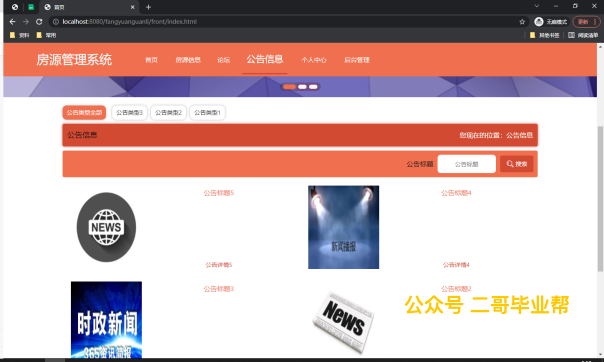 首页
localhost:8080/fangyuanguanli/front/index.html
无痕模式
更新
资料
常用
其他书签
阅读清单
房源管理系统
首页
房源信息
论坛
公告信息
个人中心
后台管理
公告类型全部
公告类型3
公告类型2
公告类型1
公告信息
您现在的位置：公告信息
公告标题
公告标题
搜索
NEWS
公告标题5
公告详情5
新闻播报
公告标题4
公告详情4
时政新闻
365资讯简报
公告标题3
News
公告标题2
公众号 二哥毕业帮